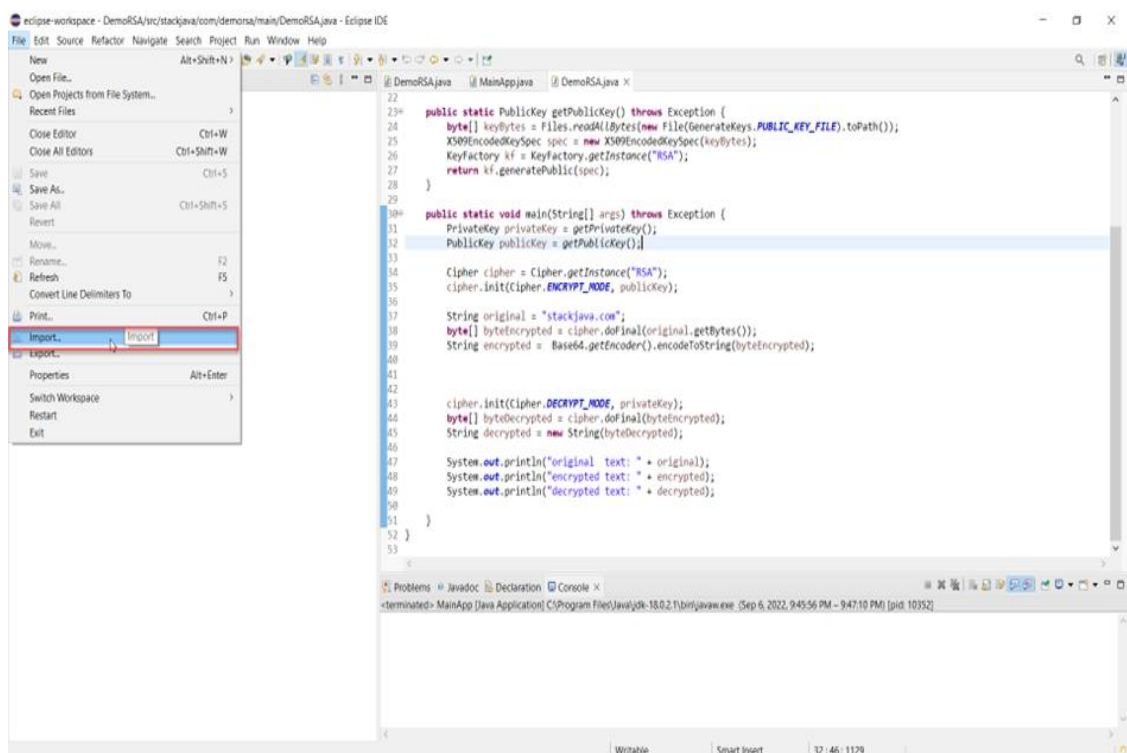 eclipse-workspace - DemoRSA/src/stackjava/com/demorsa/main/DemoRSA.java - Eclipse IDE
File Edit Source Refactor Navigate Search Project Run Window Help
New Alt+Shift+N >
Open File...
Open Projects from File System...
Recent Files >
Close Editor Ctrl+W
Close All Editors Ctrl+Shift+W
Save Ctrl+S
Save As...
Save All Ctrl+Shift+S
Revert
Move...
Rename... F2
Refresh F5
Convert Line Delimiters To >
Print... Ctrl+P
Import... Import
Export...
Properties Alt+Enter
Switch Workspace >
Restart
Exit
DemoRSA.java MainApp.java DemoRSA.java ×
22
23 public static PublicKey getPublicKey() throws Exception {
24 byte[] keyBytes = Files.readAllBytes(new File(GenerateKeys.PUBLIC_KEY_FILE).toPath());
25 X509EncodedKeySpec spec = new X509EncodedKeySpec(keyBytes);
26 KeyFactory kf = KeyFactory.getInstance("RSA");
27 return kf.generatePublic(spec);
28 }
29
30 public static void main(String[] args) throws Exception {
31 PrivateKey privateKey = getPrivateKey();
32 PublicKey publicKey = getPublicKey();
33
34 Cipher cipher = Cipher.getInstance("RSA");
35 cipher.init(Cipher.ENCRYPT_MODE, publicKey);
36
37 String original = "stackjava.com";
38 byte[] byteEncrypted = cipher.doFinal(original.getBytes());
39 String encrypted = Base64.getEncoder().encodeToString(byteEncrypted);
40
41
42
43 cipher.init(Cipher.DECRYPT_MODE, privateKey);
44 byte[] byteDecrypted = cipher.doFinal(byteEncrypted);
45 String decrypted = new String(byteDecrypted);
46
47 System.out.println("original text: " + original);
48 System.out.println("encrypted text: " + encrypted);
49 System.out.println("decrypted text: " + decrypted);
50
51 }
52 }
53
Problems Javadoc Declaration Console ×
<terminated> MainApp [Java Application] C:\Program Files\Java\jdk-18.0.2.1\bin\javaw.exe (Sep 6, 2022, 9:45:56 PM – 9:47:10 PM) [pid: 10352]
Writable Smart Insert 32 : 46 : 1129